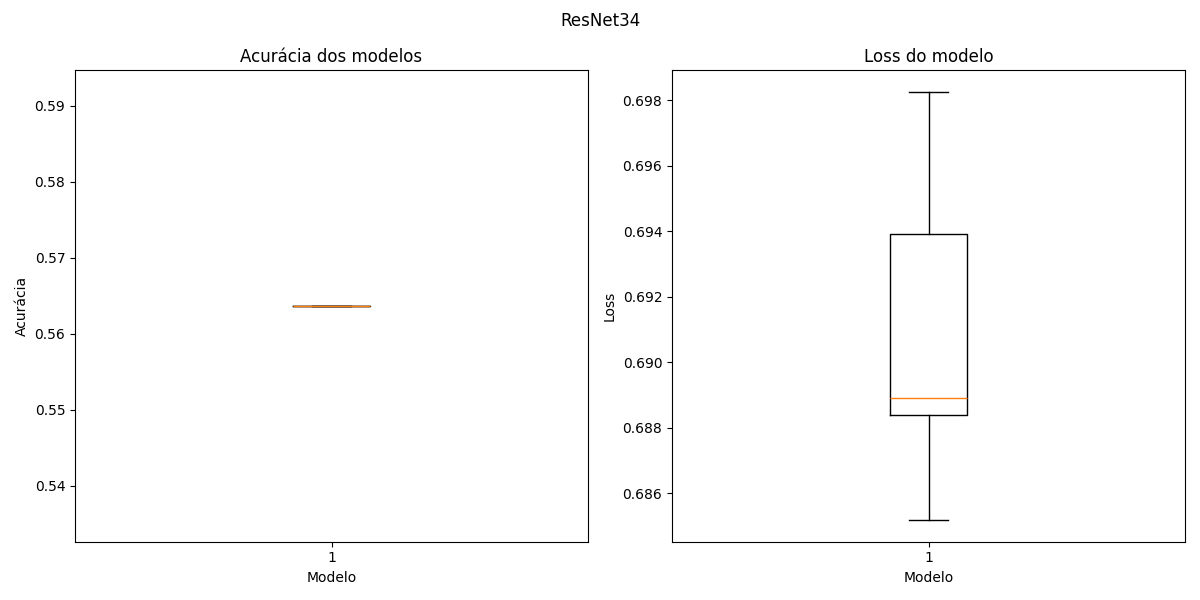 ResNet34
Acurácia dos modelos
0.59
0.58
0.57
0.56
0.55
0.54
Acurácia
1
Modelo
Loss do modelo
0.698
0.696
0.694
0.692
0.690
0.688
0.686
Loss
1
Modelo